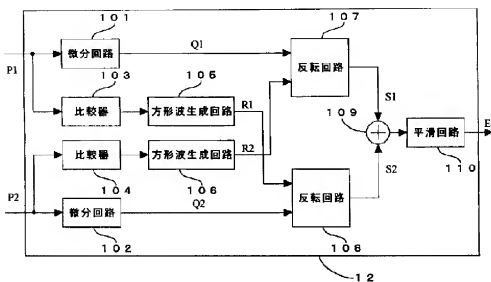 １０１
１０７
P1
微分回路
Q1
反転回路
１０３
１０５
比較器
方形波生成回路
R1
S1
１０９
平滑回路
E
比較器
方形波生成回路
R2
１１０
１０４
１０６
S2
P2
微分回路
Q2
反転回路
１０２
１０８
１２